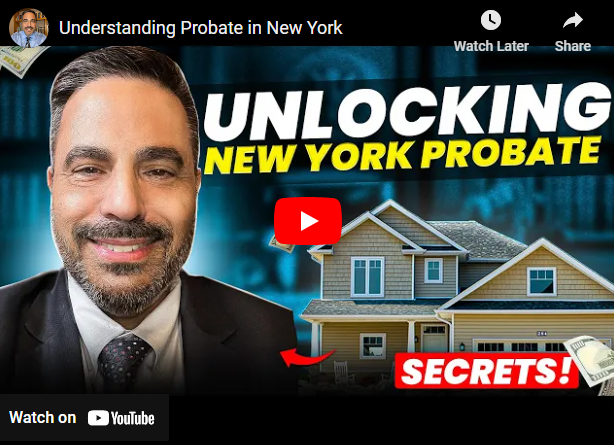 Understanding Probate in New York
Watch Later
Share
UNLOCKING
NEW YORK PROBATE
SECRETS!
Watch on YouTube